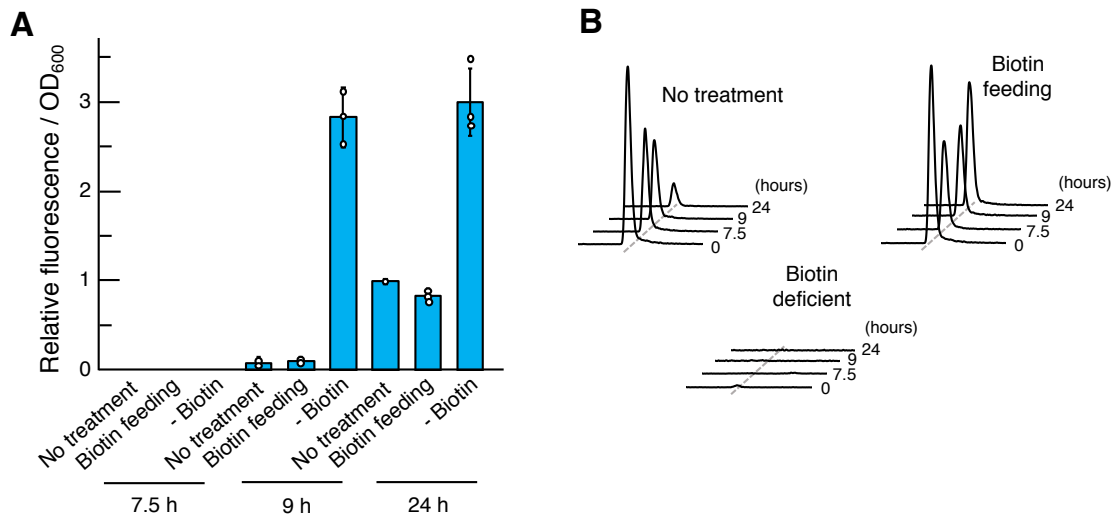 A
Relative fluorescence / OD600
3
2
1
0
No treatment
Biotin feeding
- Biotin
No treatment
Biotin feeding
- Biotin
No treatment
Biotin feeding
- Biotin
7.5 h
9 h
24 h
B
No treatment
(hours)
24
9
7.5
0
Biotin
feeding
(hours)
24
9
7.5
0
Biotin
deficient
(hours)
24
9
7.5
0